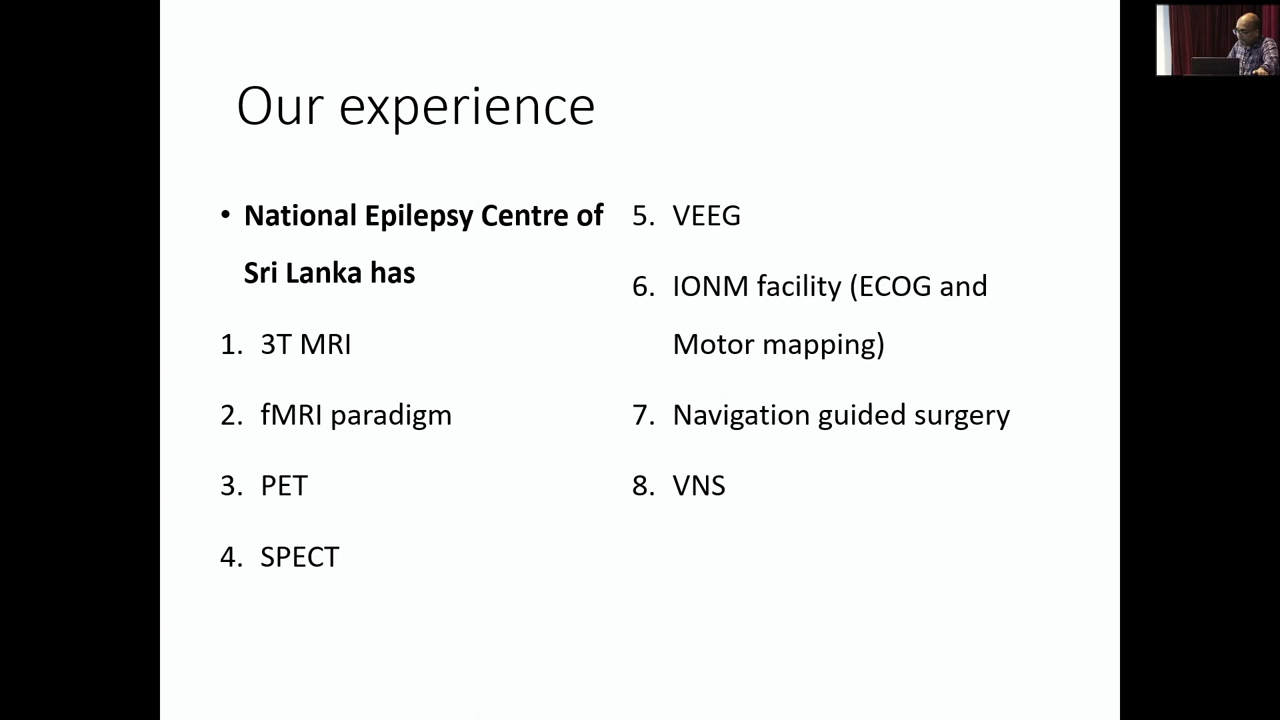 Our experience
• National Epilepsy Centre of
Sri Lanka has
1. 3T MRI
2. fMRI paradigm
3. PET
4. SPECT
5. VEEG
6. IONM facility (ECOG and
Motor mapping)
7. Navigation guided surgery
8. VNS